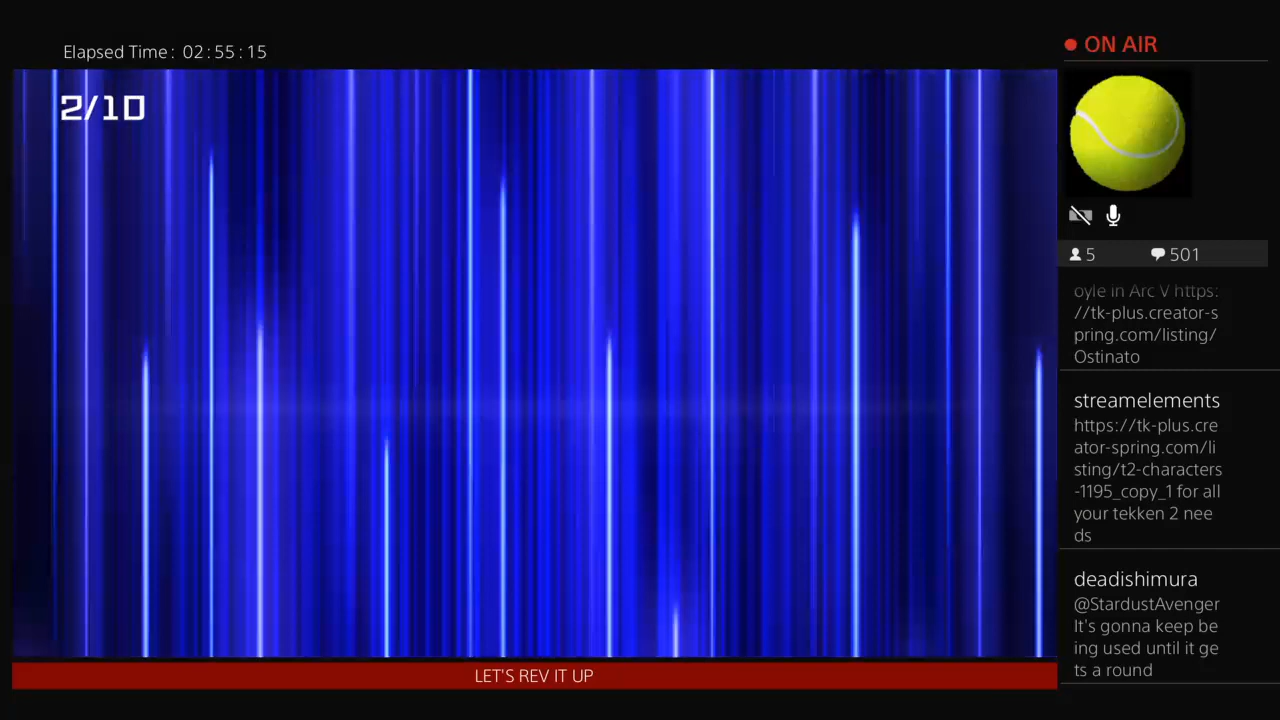 Elapsed Time: 02:55:15
ON AIR
2/10
5
501
oyle in Arc V https:
//tk-plus.creator-s
pring.com/listing/
Ostinato
streamelements
https://tk-plus.cre
ator-spring.com/li
sting/t2-characters
-1195_copy_1 for all
your tekken 2 nee
ds
deadishimura
@StardustAvenger
It's gonna keep be
ing used until it ge
ts a round
LET'S REV IT UP